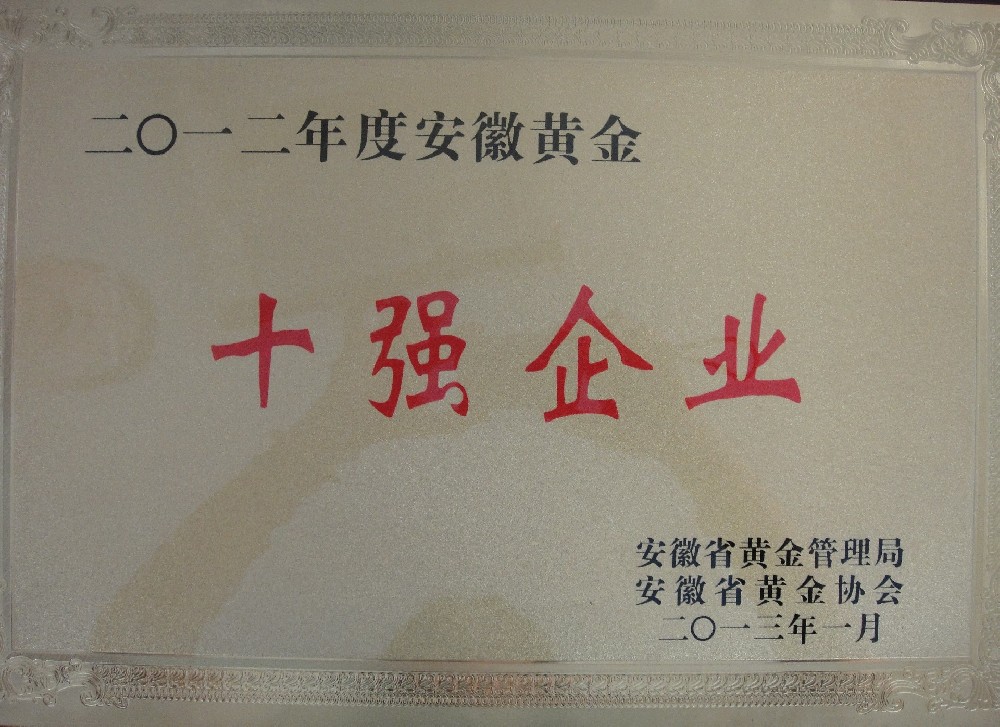 二〇一二年度安徽黄金
十强企业
安徽省黄金管理局
安徽省黄金协会
二〇一三年一月